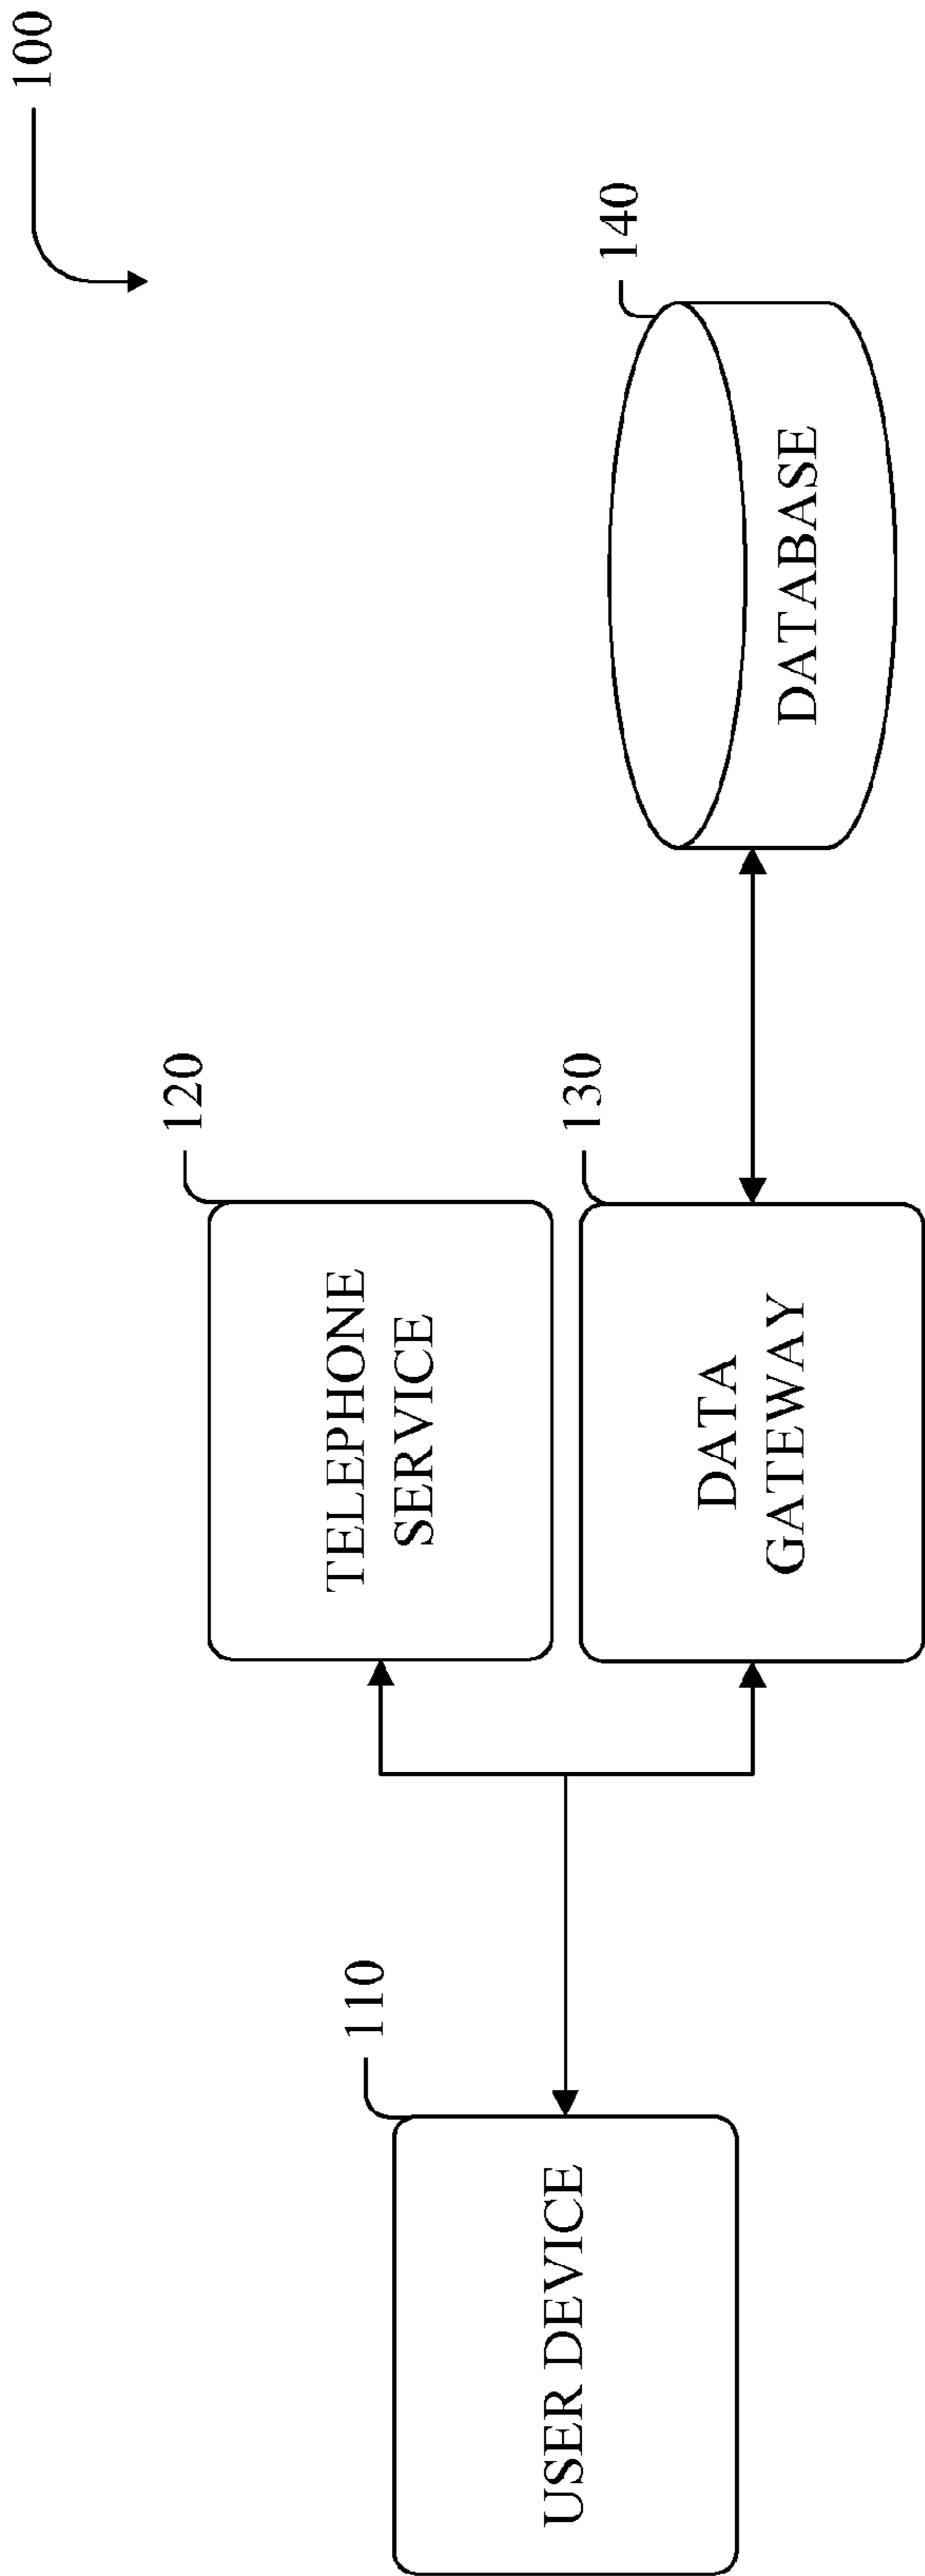 100
110
USER DEVICE
120
TELEPHONE
SERVICE
130
DATA
GATEWAY
140
DATABASE